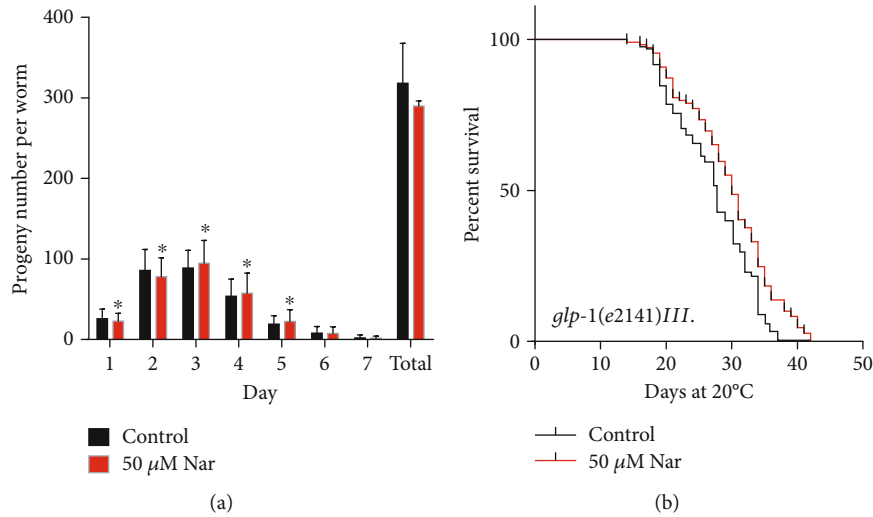 400
300
200
100
0
Progeny number per worm
*
*
*
*
*
1 2 3 4 5 6 7 Total
Day
Control
50 μM Nar
(a)
100
50
0
Percent survival
glp-1(e2141)III.
0 10 20 30 40 50
Days at 20°C
Control
50 μM Nar
(b)